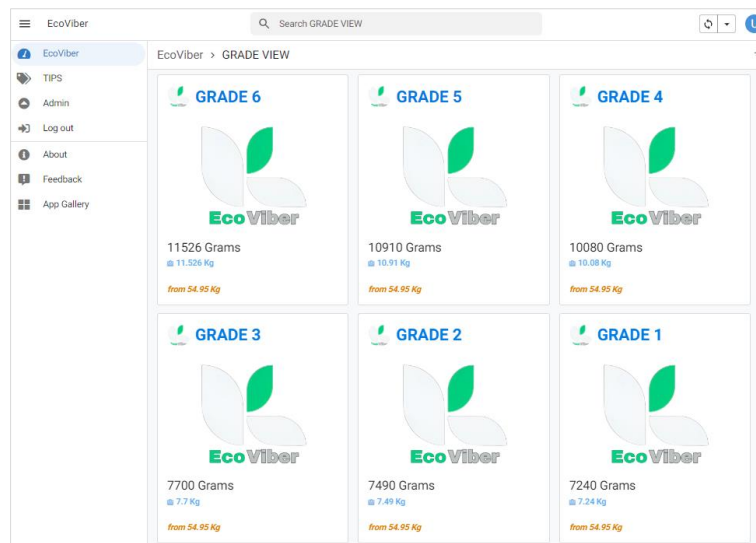 EcoViber
Search GRADE VIEW
U
EcoViber
TIPS
Admin
Log out
About
Feedback
App Gallery
EcoViber > GRADE VIEW
GRADE 6
EcoViber
11526 Grams
11.526 Kg
from 54.95 Kg
GRADE 5
EcoViber
10910 Grams
10.91 Kg
from 54.95 Kg
GRADE 4
EcoViber
10080 Grams
10.08 Kg
from 54.95 Kg
GRADE 3
EcoViber
7700 Grams
7.7 Kg
from 54.95 Kg
GRADE 2
EcoViber
7490 Grams
7.49 Kg
from 54.95 Kg
GRADE 1
EcoViber
7240 Grams
7.24 Kg
from 54.95 Kg